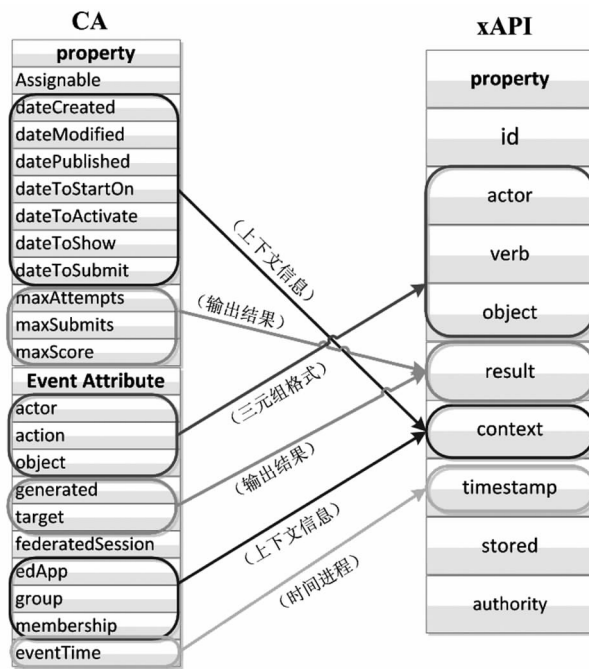 CA
property
Assignable
dateCreated
dateModified
datePublished
dateToStartOn
dateToActivate
dateToShow
dateToSubmit
maxAttempts
maxSubmits
maxScore
Event Attribute
actor
action
object
generated
target
federatedSession
edApp
group
membership
eventTime
(上下文信息)
(输出结果)
(三元组格式)
(输出结果)
(上下文信息)
(时间进程)
xAPI
property
id
actor
verb
object
result
context
timestamp
stored
authority